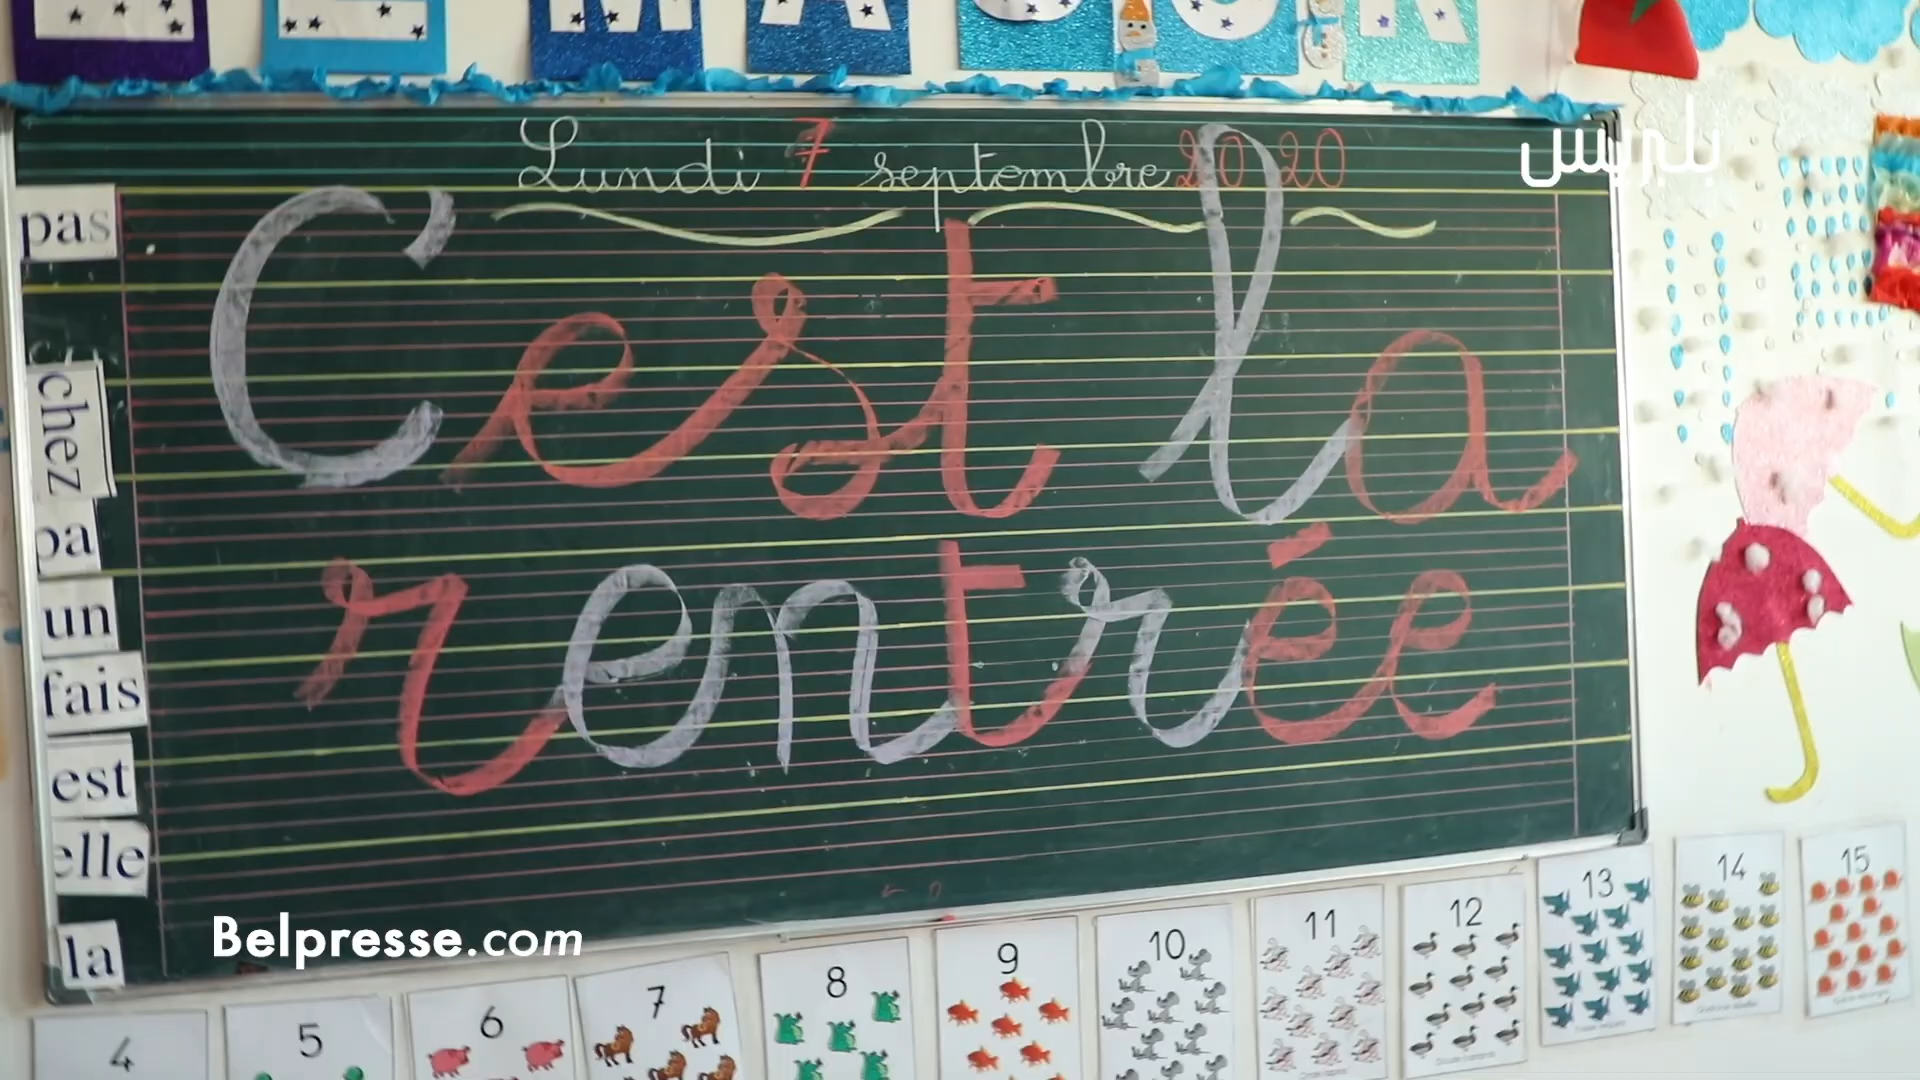 بلبريس
Lundi 7 septembre 2020
C'est la
rentrée
pas
chez
un
fais
est
elle
la
Belpresse.com
4
5
6
7
8
9
10
11
12
13
14
15